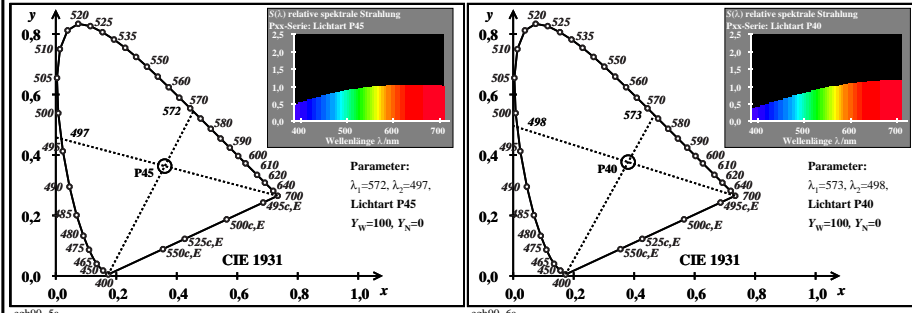 y
0,8
0,6
0,4
0,2
0,0
0,0 0,2 0,4 0,6 0,8 1,0
x
520
525
510
535
550
560
505
570
572
500
580
497
590
495
600
610
P45
620
640
700
490
495c,E
485
500c,E
480
525c,E
475
550c,E
465
450
400
CIE 1931
S(λ) relative spektrale Strahlung
Pxx-Serie: Lichtart P45
2,5
2,0
1,5
1,0
0,5
0,0
400 500 600 700
Wellenlänge λ/nm
Parameter:
λ1=572, λ2=497,
Lichtart P45
YW=100, YN=0
y
0,8
0,6
0,4
0,2
0,0
0,0 0,2 0,4 0,6 0,8 1,0
x
520
525
510
535
550
560
505
570
573
500
580
498
590
495
600
610
P40
620
640
700
490
495c,E
485
500c,E
480
525c,E
475
550c,E
465
450
400
CIE 1931
S(λ) relative spektrale Strahlung
Pxx-Serie: Lichtart P40
2,5
2,0
1,5
1,0
0,5
0,0
400 500 600 700
Wellenlänge λ/nm
Parameter:
λ1=573, λ2=498,
Lichtart P40
YW=100, YN=0